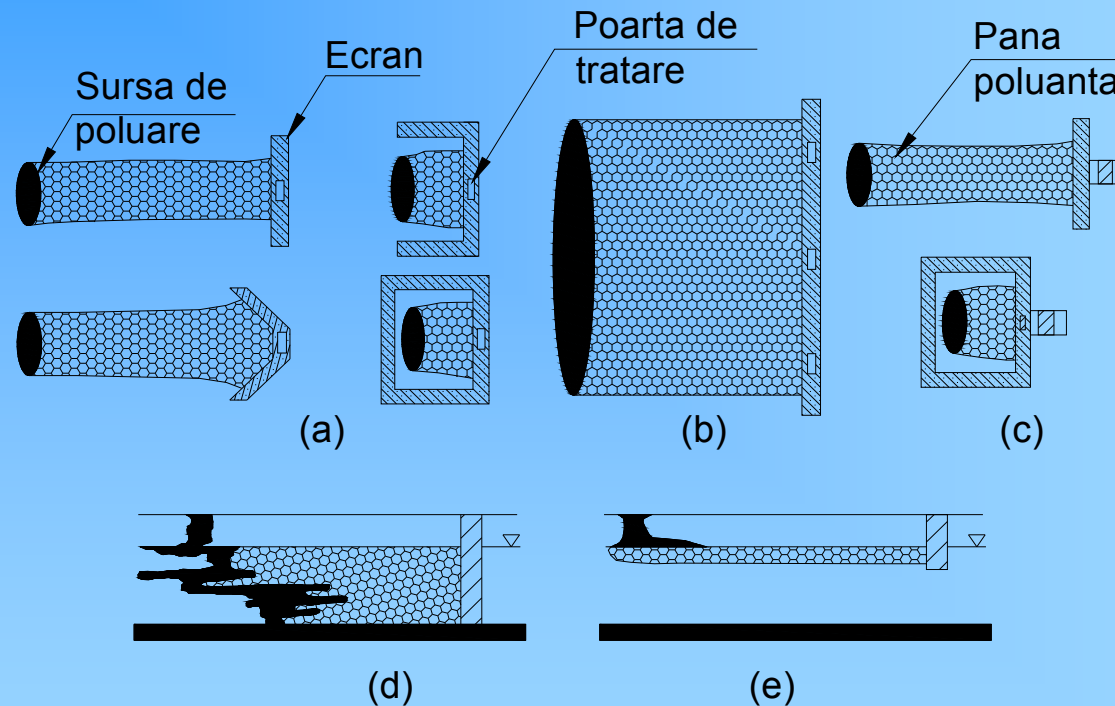 Sursa de
poluare
Ecran
Poarta de
tratare
Pana
poluanta
(a)
(b)
(c)
(d)
(e)